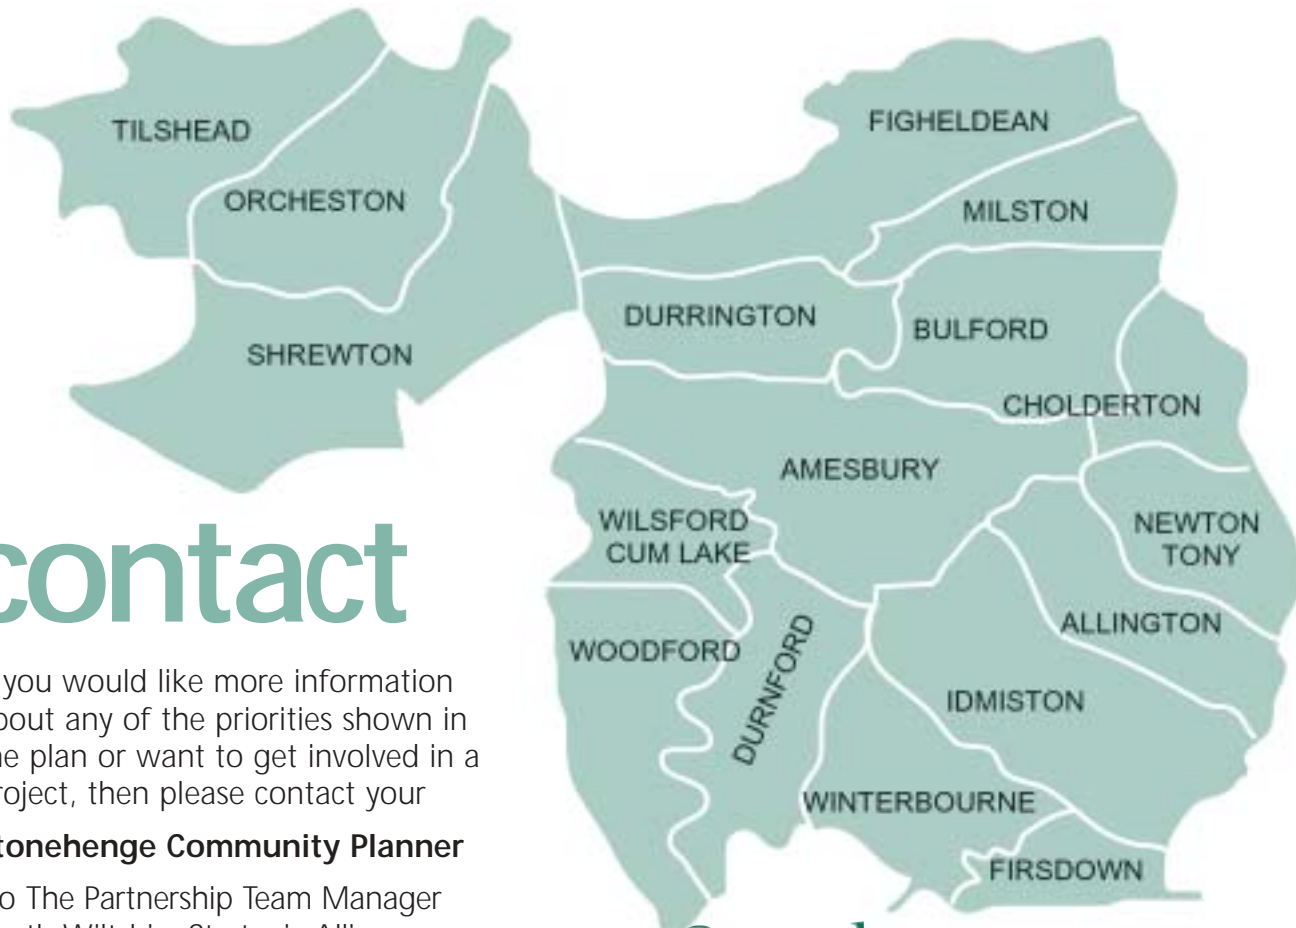 TILSHEAD
FIGHELDEAN
ORCHESTON
MILSTON
DURRINGTON
BULFORD
SHREWTON
CHOLDERTON
AMESBURY
WILSFORD
CUM LAKE
NEWTON
TONY
ALLINGTON
WOODFORD
DURNFORD
IDMISTON
WINTERBOURNE
FIRSDOWN
contact
you would like more information
bout any of the priorities shown in
e plan or want to get involved in a
roject, then please contact your
tonehenge Community Planner
o The Partnership Team Manager